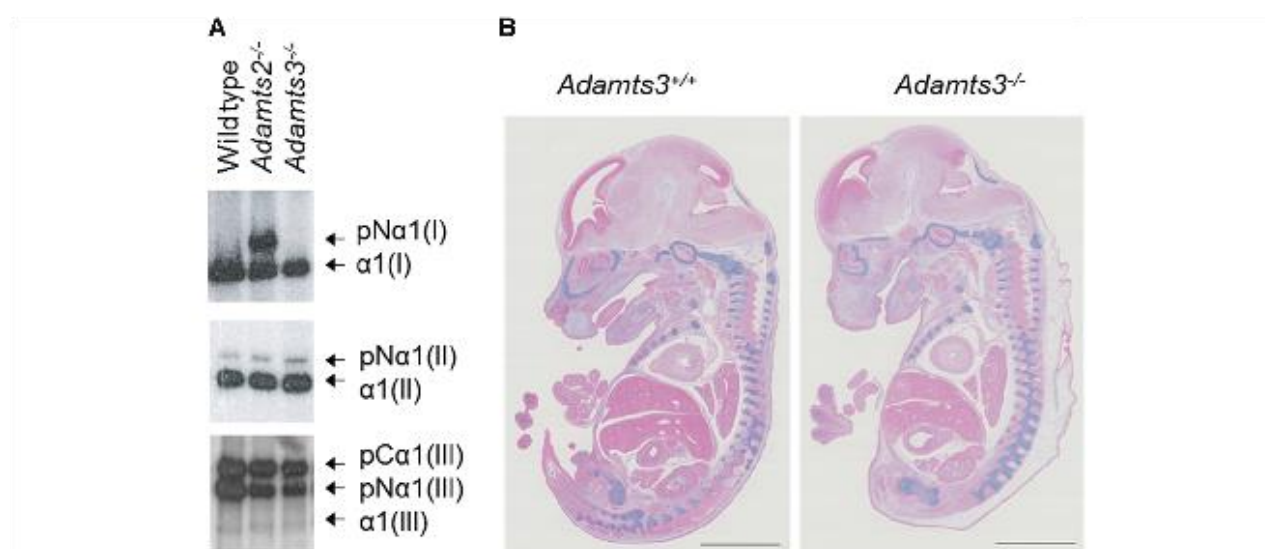 A
B
Wildtype
Adamts2-/-
Adamts3-/-
pNα1(I)
α1(I)
pNα1(II)
α1(II)
pCα1(III)
pNα1(III)
α1(III)
Adamts3+/+
Adamts3-/-